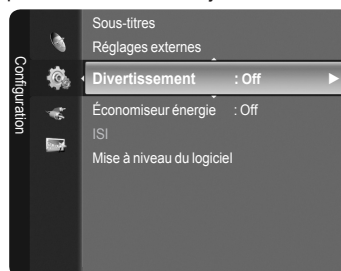 Configuration
Sous-titres
Réglages externes
Divertissement : Off
Économiseur énergie : Off
ISI
Mise à niveau du logiciel